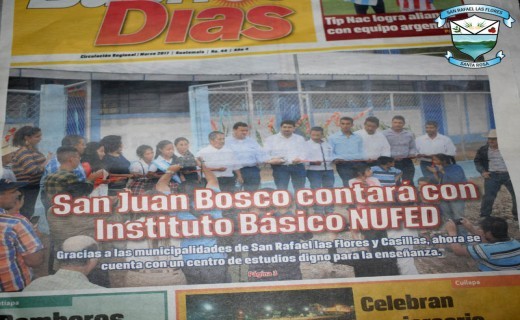 Buenos
Días
Circulación Regional / Marzo 2017 / Guatemala /
Tip Nac logra
con equipo
SAN RAFAEL LAS FLORES
SANTA ROSA
San Juan Bosco contará con
Instituto Básico NUFED
Gracias a las municipalidades de San Rafael las Flores y Casillas, ahora se
cuenta con un centro de estudios digno para la enseñanza.
Página 3
Cuilapa
Celebran